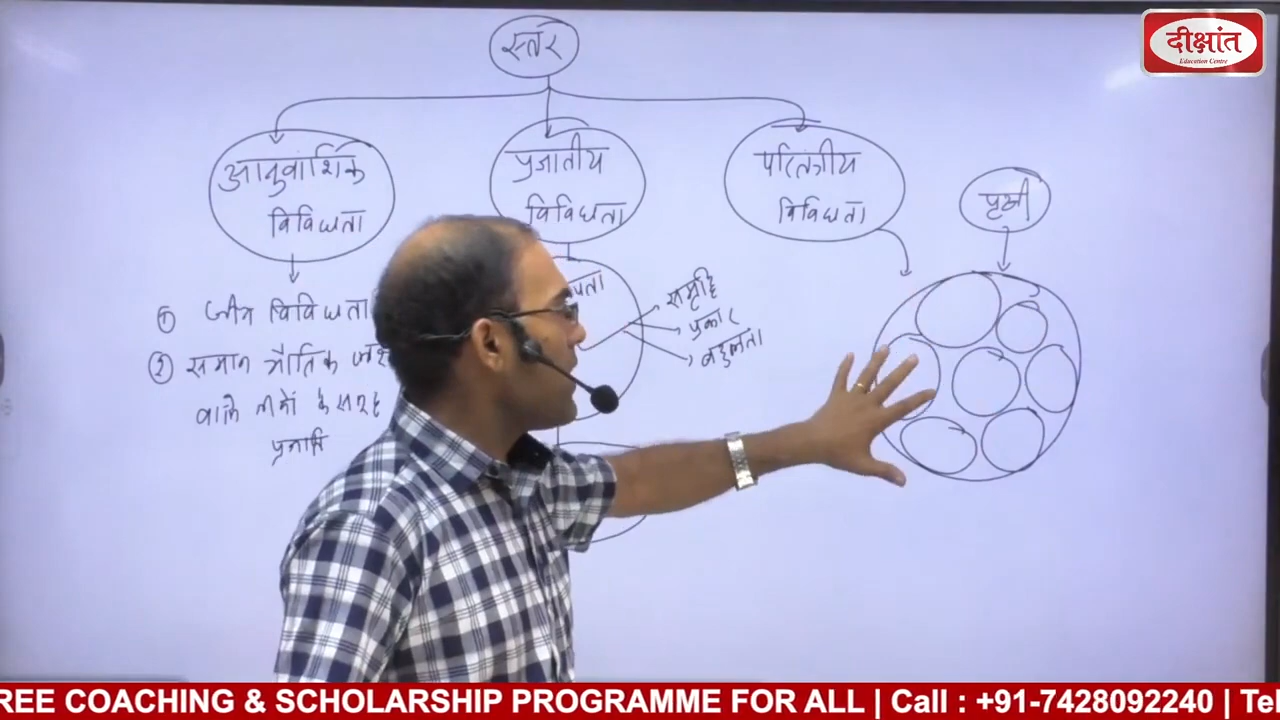 दीक्षांत
Education Centre
स्तर
आनुवांशिक
विविधता
प्रजातीय
विविधता
पारितंत्रीय
विविधता
पृथ्वी
① जीन विविधता
② समान भौतिक
वाले जीवों के समूह
प्रजाति
समृद्धि
प्रकार
बहुलता
REE COACHING & SCHOLARSHIP PROGRAMME FOR ALL | Call : +91-7428092240 | Tel